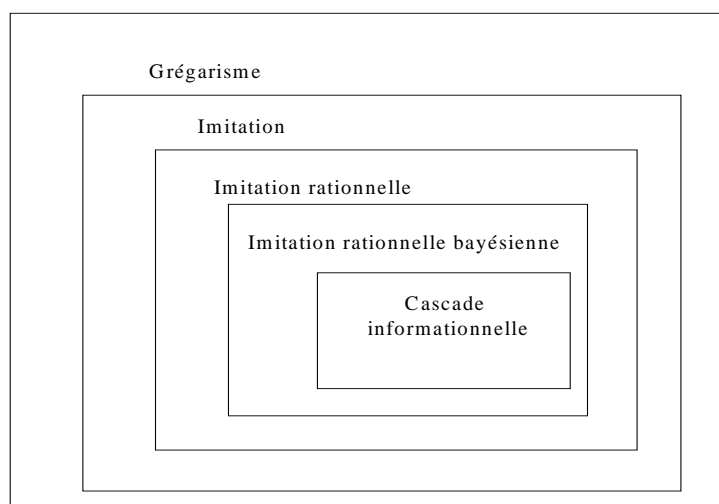 Grégarisme
Imitation
Imitation rationnelle
Imitation rationnelle bayésienne
Cascade
informationnelle